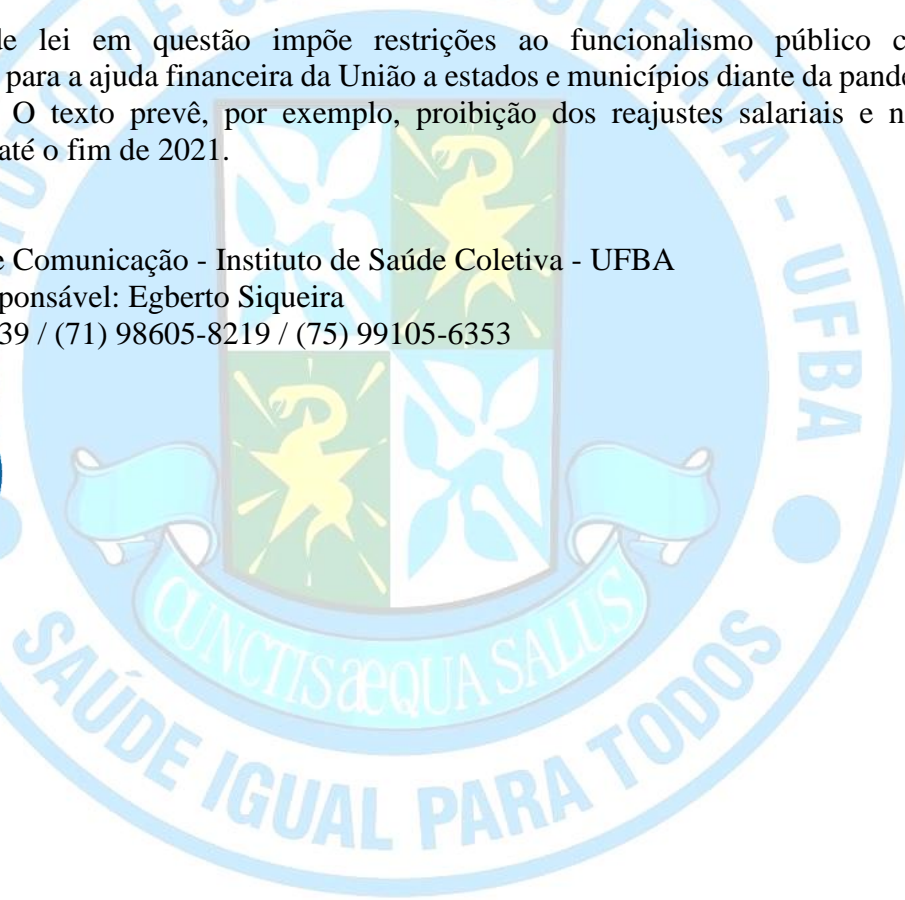 le lei em questão impõe restrições ao funcionalismo público c
para a ajuda financeira da União a estados e municípios diante da pand
O texto prevê, por exemplo, proibição dos reajustes salariais e n
até o fim de 2021.
e Comunicação - Instituto de Saúde Coletiva - UFBA
ponsável: Egberto Siqueira
39 / (71) 98605-8219 / (75) 99105-6353
- UFBA
CUNCTIS æQUA SALUS
SAÚDE IGUAL PARA TODOS